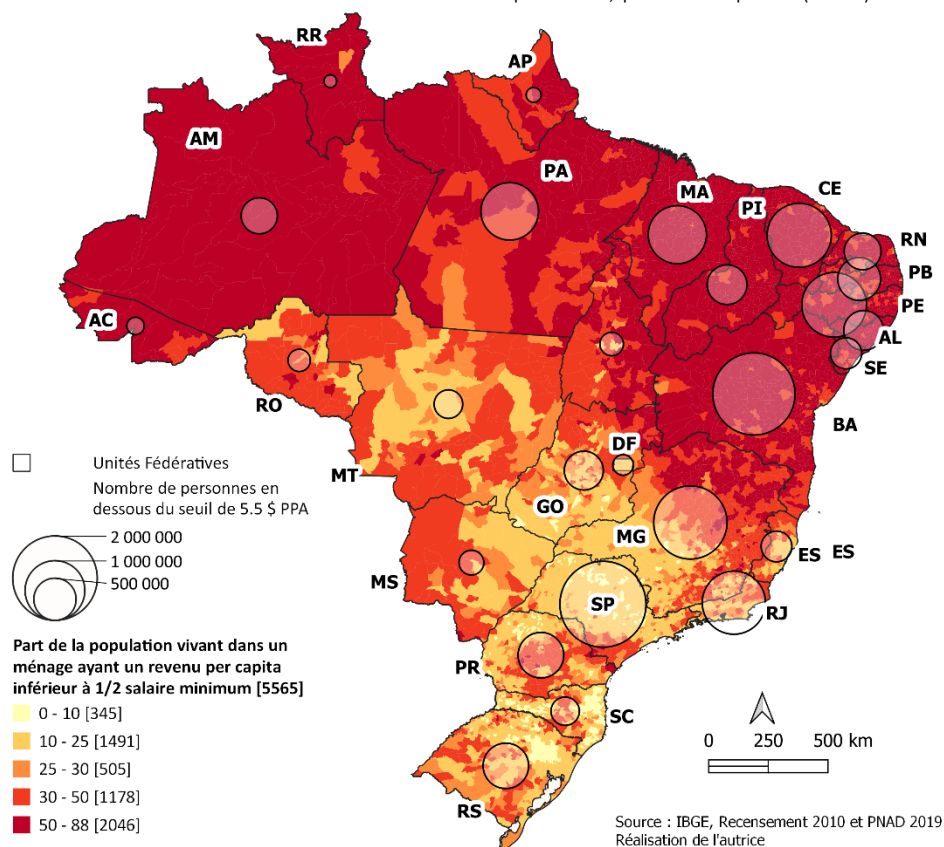 RR
AP
AM
PA
MA
CE
PI
RN
PB
PE
AC
AL
SE
RO
BA
DF
MT
GO
MG
ES ES
MS
SP
RJ
PR
SC
RS
Unités Fédératives
Nombre de personnes en
dessous du seuil de 5.5 $ PPA
2 000 000
1 000 000
500 000
Part de la population vivant dans un
ménage ayant un revenu per capita
inférieur à 1/2 salaire minimum [5565]
0 - 10 [345]
10 - 25 [1491]
25 - 30 [505]
30 - 50 [1178]
50 - 88 [2046]
0 250 500 km
Source : IBGE, Recensement 2010 et PNAD 2019
Réalisation de l'autrice